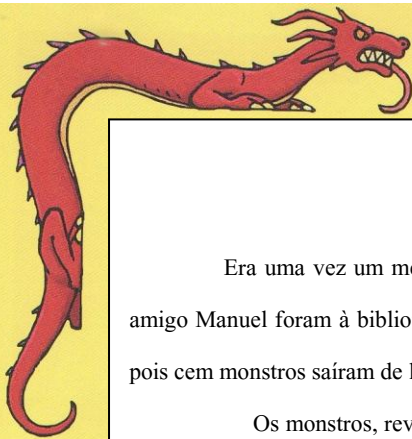 Era uma vez um
amigo Manuel foram à
pois cem monstros saíram de
Os monstros,